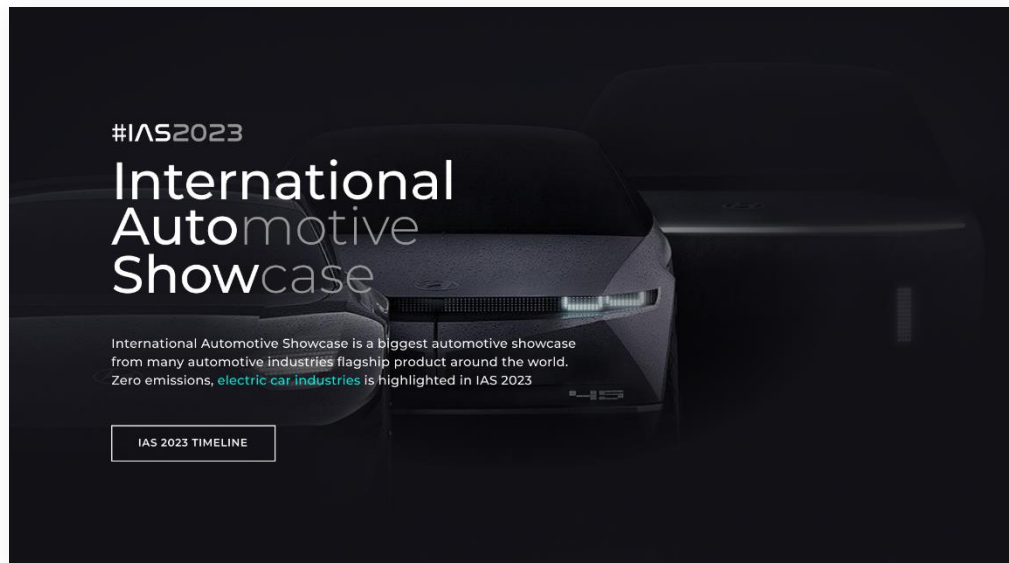 #IAS2023
International
Automotive
Showcase
International Automotive Showcase is a biggest automotive showcase
from many automotive industries flagship product around the world.
Zero emissions, electric car industries is highlighted in IAS 2023
45
IAS 2023 TIMELINE